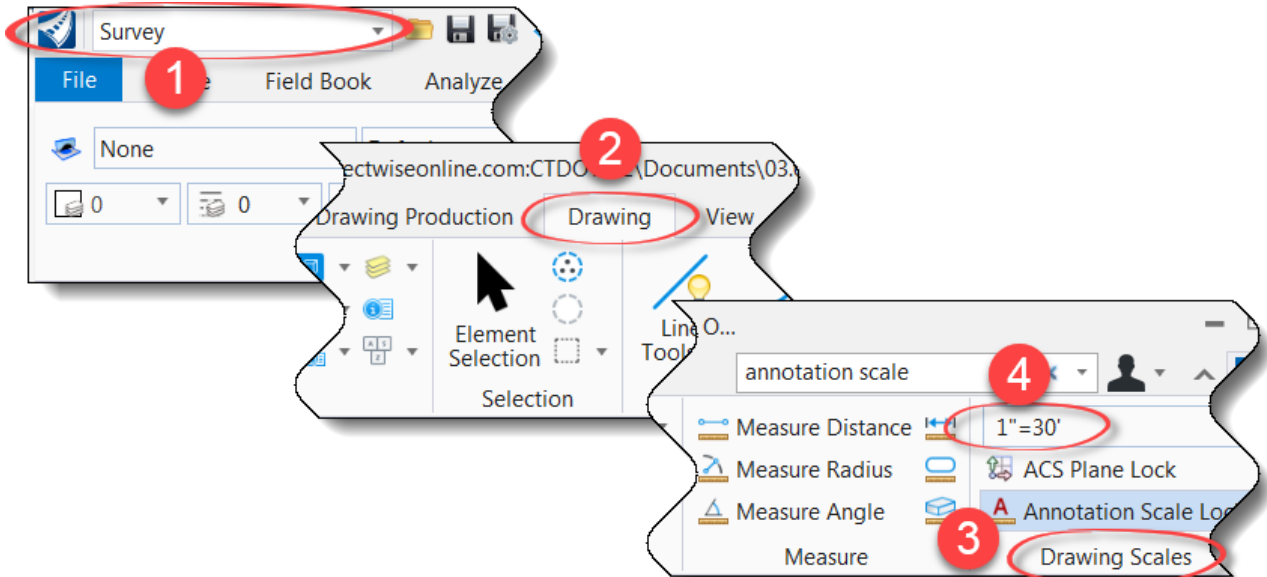 Survey
1
File
Field Book
Analyze
None
0
0
2
ectwiseonline.com:CTDO
\Documents\03.
Drawing Production
Drawing
View
Element
Selection
Selection
Line
Tools
O...
annotation scale
4
Measure Distance
1"=30'
Measure Radius
ACS Plane Lock
Measure Angle
Annotation Scale Loc
3
Measure
Drawing Scales